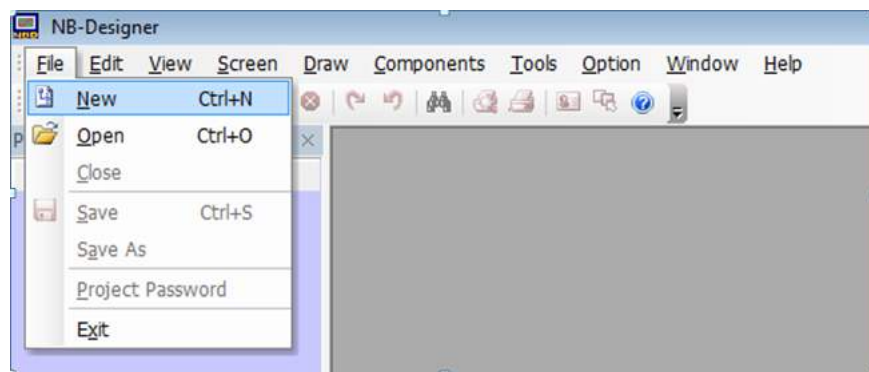 NB-Designer
File Edit View Screen Draw Components Tools Option Window Help
New Ctrl+N
Open Ctrl+O
Close
Save Ctrl+S
Save As
Project Password
Exit